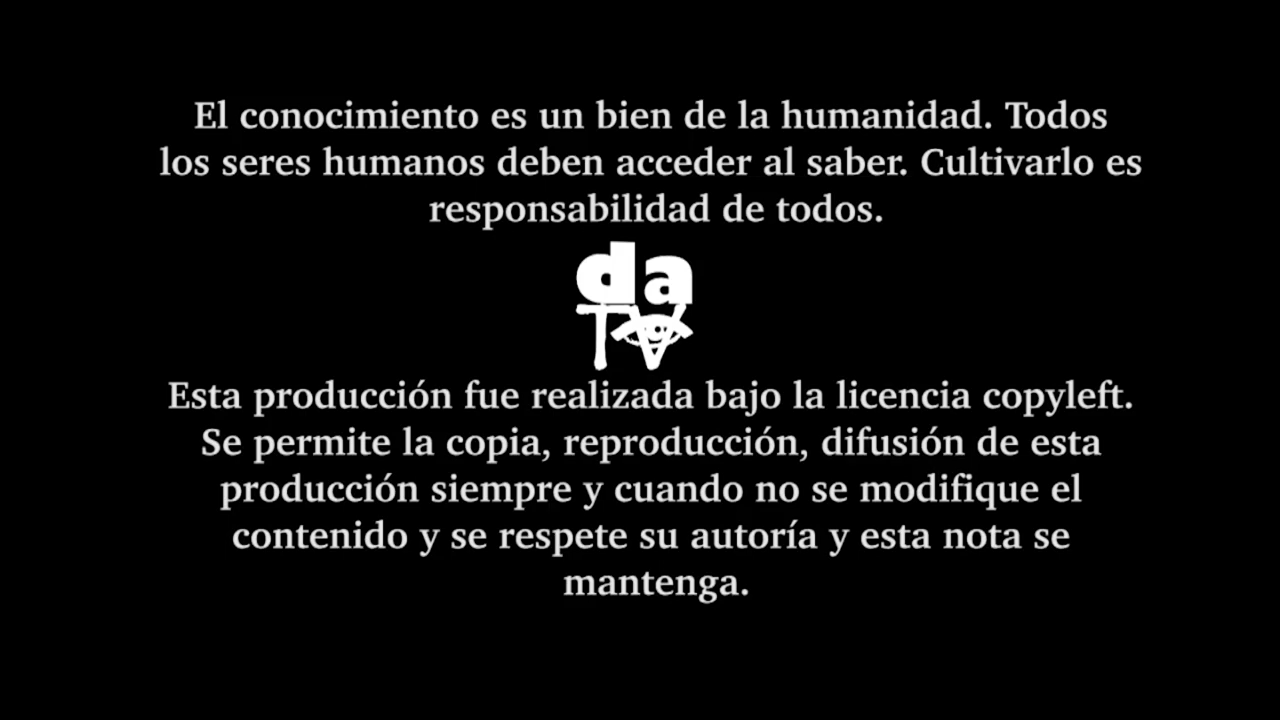 El conocimiento es un bien de la humanidad. Todos
los seres humanos deben acceder al saber. Cultivarlo es
responsabilidad de todos.
da
TV
Esta producción fue realizada bajo la licencia copyleft.
Se permite la copia, reproducción, difusión de esta
producción siempre y cuando no se modifique el
contenido y se respete su autoría y esta nota se
mantenga.